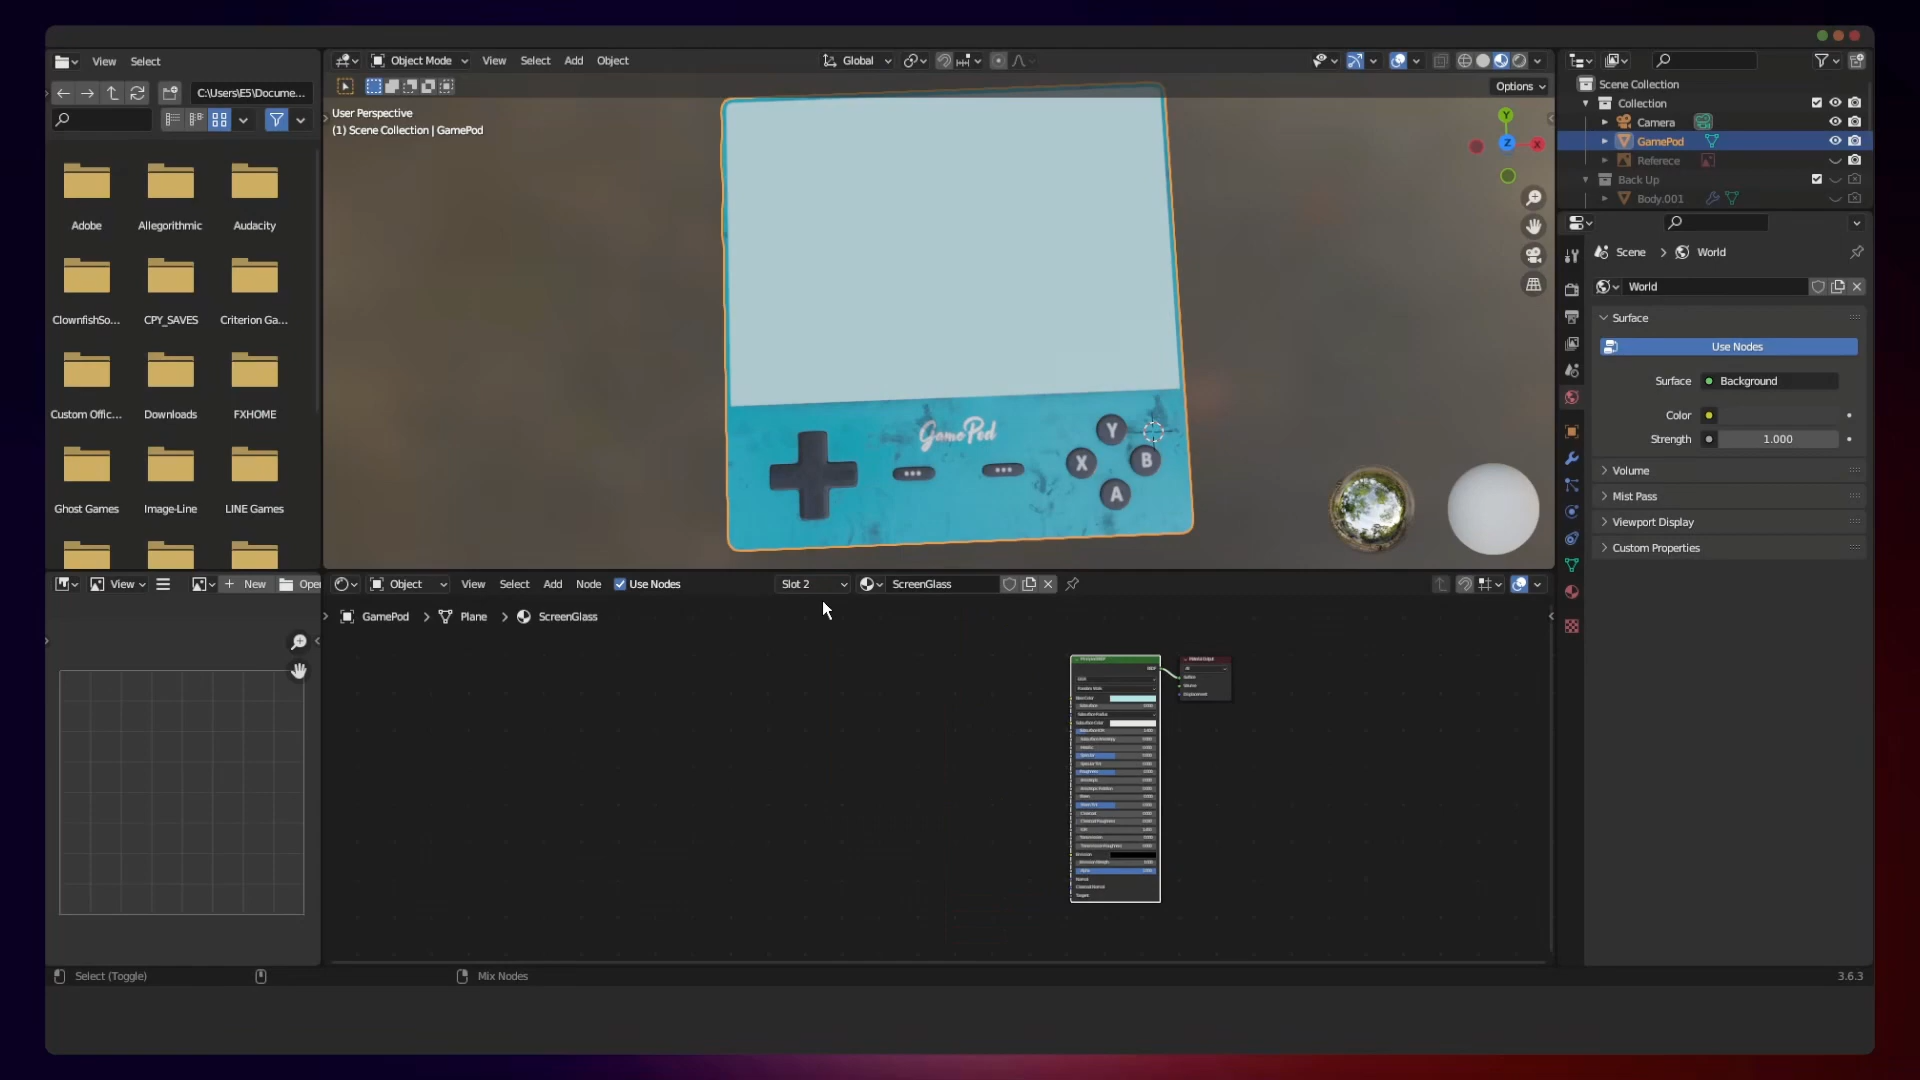 View Select
C:\Users\E5\Docume...
Adobe Allegorithmic Audacity
ClownfishSo... CPY_SAVES Criterion Ga...
Custom Offic... Downloads FXHOME
Ghost Games Image-Line LINE Games
Object Mode View Select Add Object
Global
Options
User Perspective
(1) Scene Collection | GamePod
Y
X
Z
GamePod
Y
X
B
A
Scene Collection
Collection
Camera
GamePod
Referece
Back Up
Body.001
Scene > World
World
Surface
Use Nodes
Surface Background
Color
Strength 1.000
Volume
Mist Pass
Viewport Display
Custom Properties
View New Open
Object View Select Add Node Use Nodes
Slot 2 ScreenGlass
GamePod > Plane > ScreenGlass
Select (Toggle)
Mix Nodes
3.6.3